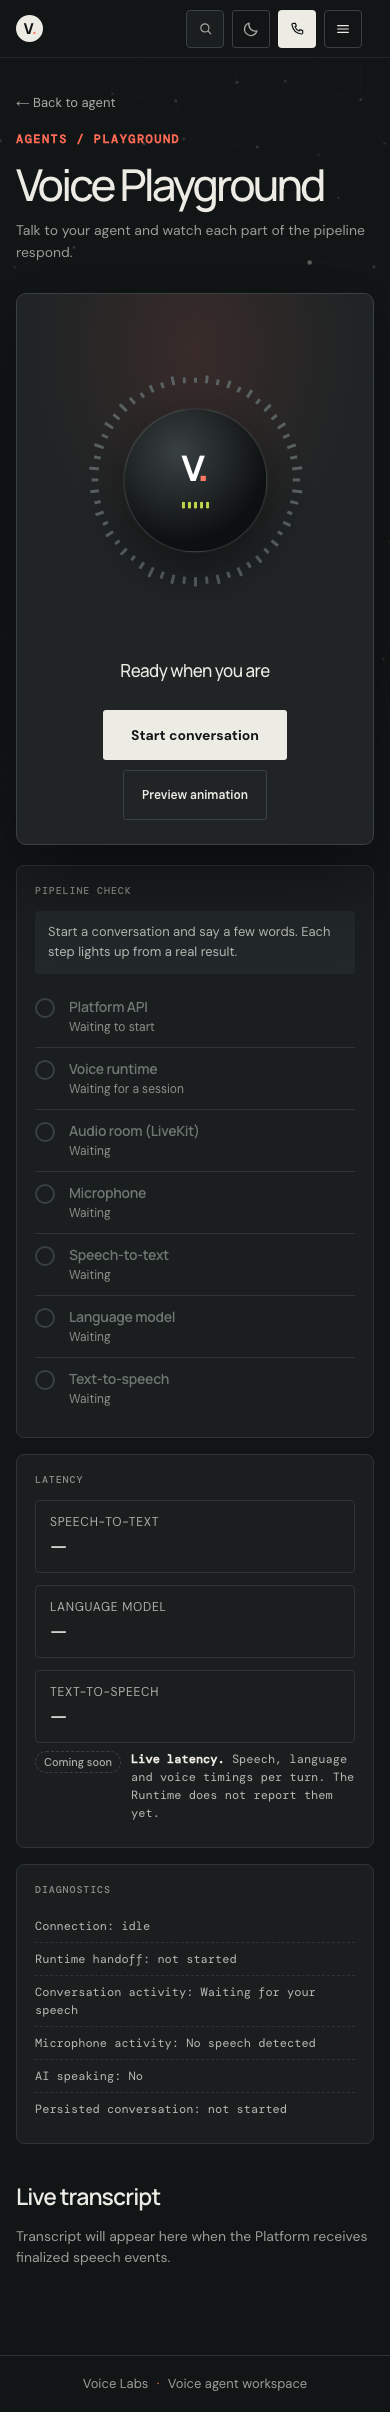 V.
← Back to agent
AGENTS / PLAYGROUND
Voice Playground
Talk to your agent and watch each part of the pipeline
respond.
V.
Ready when you are
Start conversation
Preview animation
PIPELINE CHECK
Start a conversation and say a few words. Each
step lights up from a real result.
Platform API
Waiting to start
Voice runtime
Waiting for a session
Audio room (LiveKit)
Waiting
Microphone
Waiting
Speech-to-text
Waiting
Language model
Waiting
Text-to-speech
Waiting
LATENCY
SPEECH-TO-TEXT
—
LANGUAGE MODEL
—
TEXT-TO-SPEECH
—
Coming soon
Live latency. Speech, language
and voice timings per turn. The
Runtime does not report them
yet.
DIAGNOSTICS
Connection: idle
Runtime handoff: not started
Conversation activity: Waiting for your
speech
Microphone activity: No speech detected
AI speaking: No
Persisted conversation: not started
Live transcript
Transcript will appear here when the Platform receives
finalized speech events.
Voice Labs · Voice agent workspace